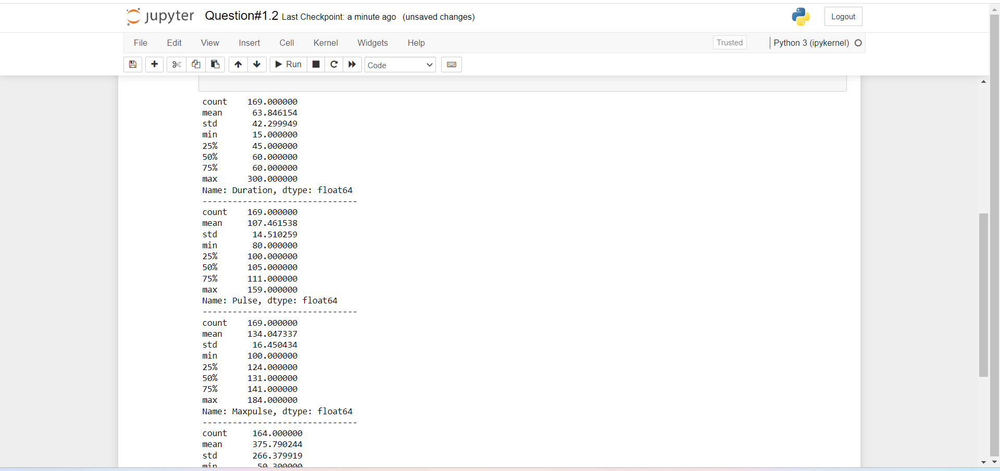 jupyter Question#1.2 Last Checkpoint: a minute ago (unsaved changes) Logout
File Edit View Insert Cell Kernel Widgets Help Trusted Python 3 (ipykernel)
Run Code
count 169.000000
mean 63.846154
std 42.299949
min 15.000000
25% 45.000000
50% 60.000000
75% 60.000000
max 300.000000
Name: Duration, dtype: float64
-------------------------------
count 169.000000
mean 107.461538
std 14.510259
min 80.000000
25% 100.000000
50% 105.000000
75% 111.000000
max 159.000000
Name: Pulse, dtype: float64
-------------------------------
count 169.000000
mean 134.047337
std 16.450434
min 100.000000
25% 124.000000
50% 131.000000
75% 141.000000
max 184.000000
Name: Maxpulse, dtype: float64
-------------------------------
count 164.000000
mean 375.790244
std 266.379919
min 50.300000